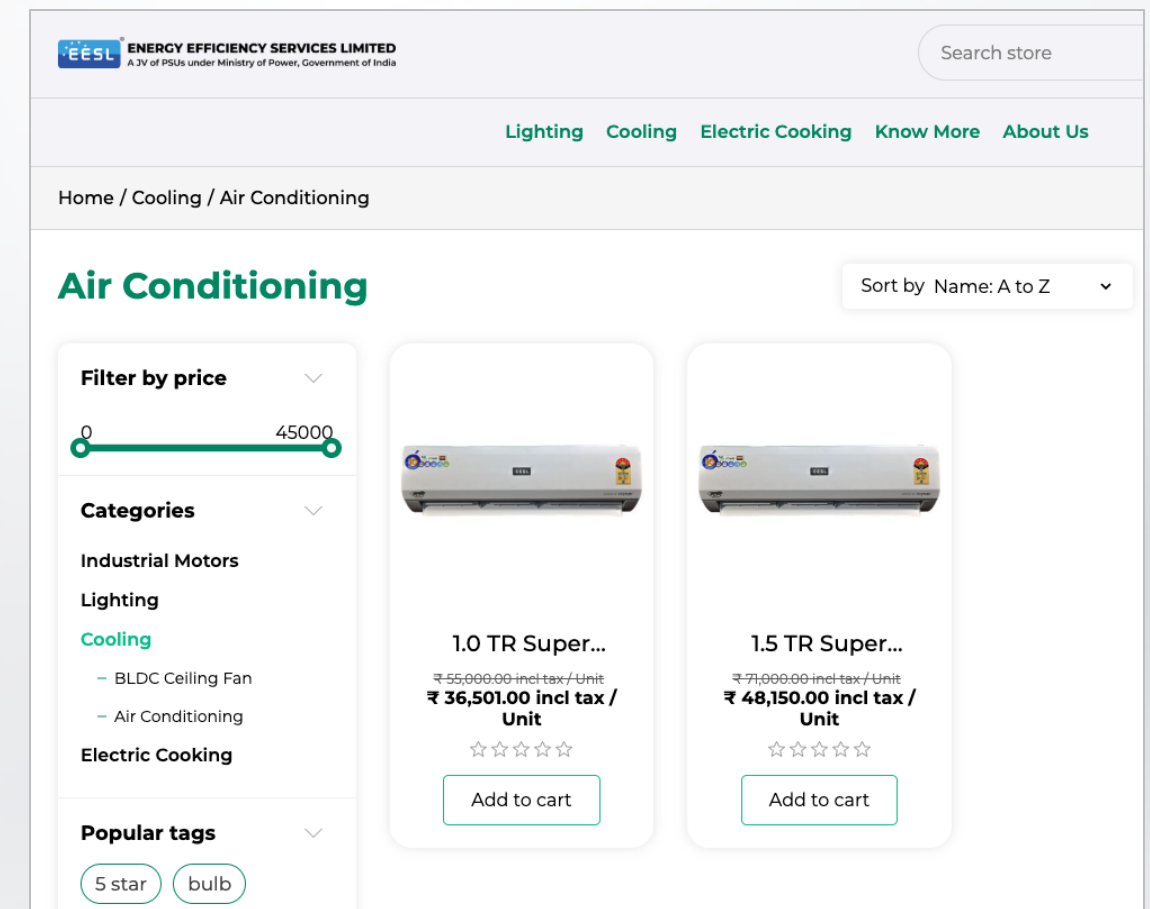 EESL
ENERGY EFFICIENCY SERVICES LIMITED
A JV of PSUs under Ministry of Power, Government of India
Search store
Lighting Cooling Electric Cooking Know More About Us
Home / Cooling / Air Conditioning
Air Conditioning
Sort by Name: A to Z
Filter by price
0 45000
Categories
Industrial Motors
Lighting
Cooling
– BLDC Ceiling Fan
– Air Conditioning
Electric Cooking
Popular tags
5 star bulb
EESL
1.0 TR Super...
₹ 55,000.00 incl tax / Unit
₹ 36,501.00 incl tax /
Unit
Add to cart
EESL
1.5 TR Super...
₹ 71,000.00 incl tax / Unit
₹ 48,150.00 incl tax /
Unit
Add to cart